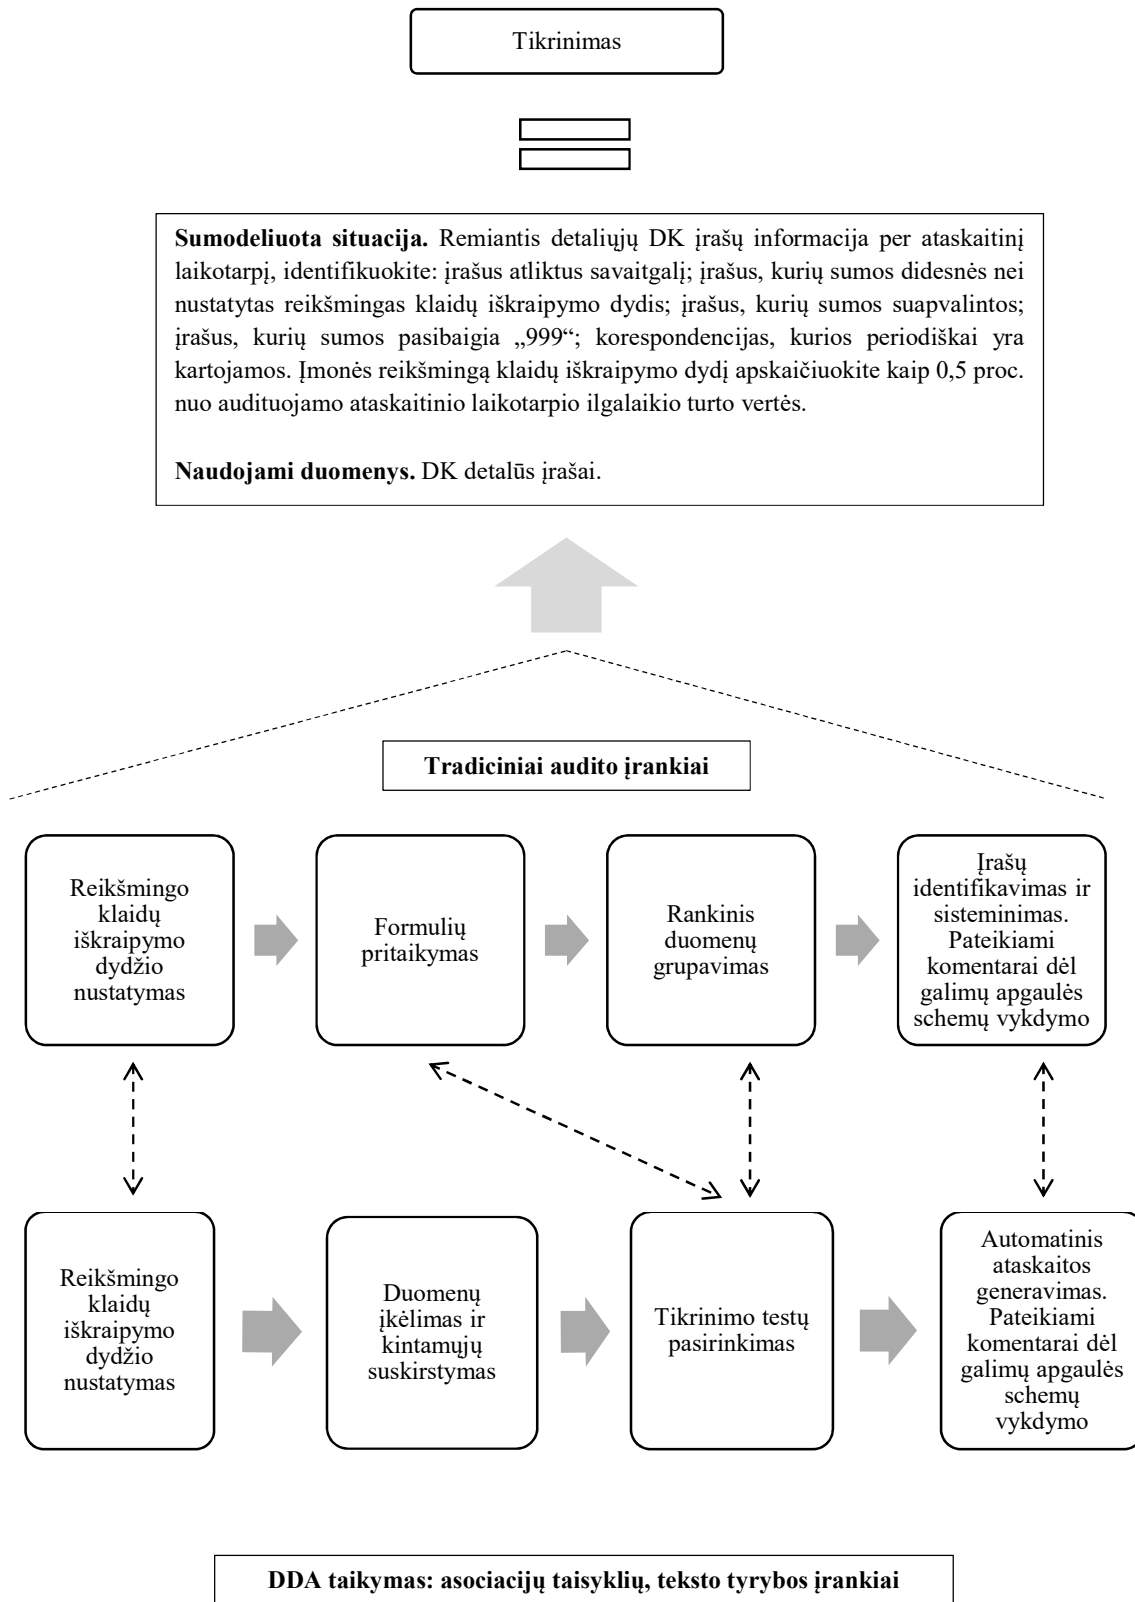 Tikrinimas
Sumodeliuota situacija. Remiantis detaliųjų DK įrašų informacija per ataskaitinį
laikotarpį, identifikuokite: įrašus atliktus savaitgalį; įrašus, kurių sumos didesnės nei
nustatytas reikšmingas klaidų iškraipymo dydis; įrašus, kurių sumos suapvalintos;
įrašus, kurių sumos pasibaigia „999“; korespondencijas, kurios periodiškai yra
kartojamos. Įmonės reikšmingą klaidų iškraipymo dydį apskaičiuokite kaip 0,5 proc.
nuo audituojamo ataskaitinio laikotarpio ilgalaikio turto vertės.
Naudojami duomenys. DK detalūs įrašai.
Tradiciniai audito įrankiai
Reikšmingo
klaidų
iškraipymo
dydžio
nustatymas
Formulių
pritaikymas
Rankinis
duomenų
grupavimas
Įrašų
identifikavimas ir
sisteminimas.
Pateikiami
komentarai dėl
galimų apgaulės
schemų vykdymo
Reikšmingo
klaidų
iškraipymo
dydžio
nustatymas
Duomenų
įkėlimas ir
kintamųjų
suskirstymas
Tikrinimo testų
pasirinkimas
Automatinis
ataskaitos
generavimas.
Pateikiami
komentarai dėl
galimų apgaulės
schemų
vykdymo
DDA taikymas: asociacijų taisyklių, teksto tyrybos įrankiai